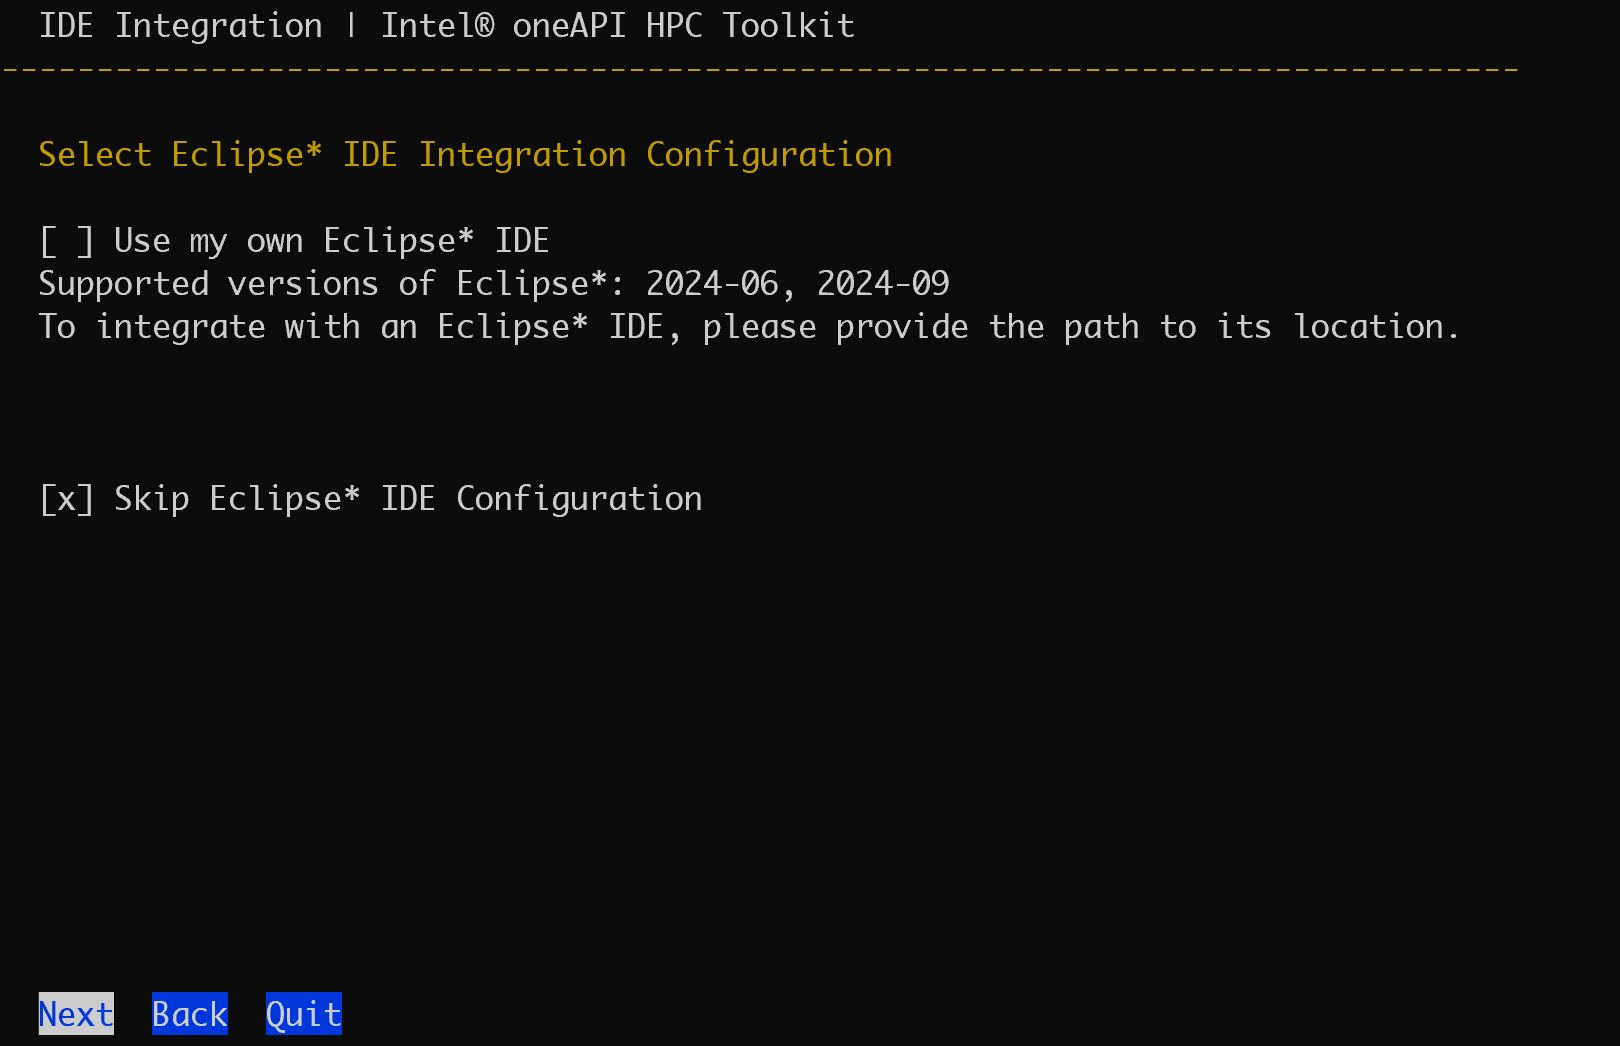 IDE Integration | Intel® oneAPI HPC Toolkit
--------------------------------------------------------------------------------
Select Eclipse* IDE Integration Configuration
[ ] Use my own Eclipse* IDE
Supported versions of Eclipse*: 2024-06, 2024-09
To integrate with an Eclipse* IDE, please provide the path to its location.
[x] Skip Eclipse* IDE Configuration
Next Back Quit